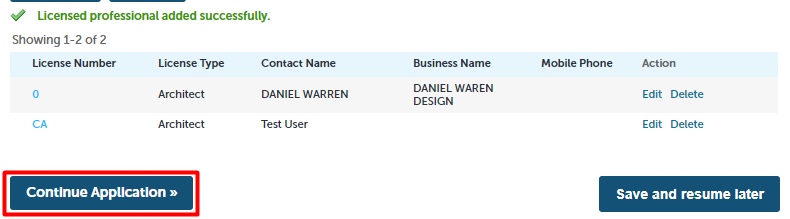 Licensed professional added successfully.
Showing 1-2 of 2
License Number License Type Contact Name Business Name Mobile Phone Action
0 Architect DANIEL WARREN DANIEL WAREN DESIGN Edit Delete
CA Architect Test User Edit Delete
Continue Application » Save and resume later